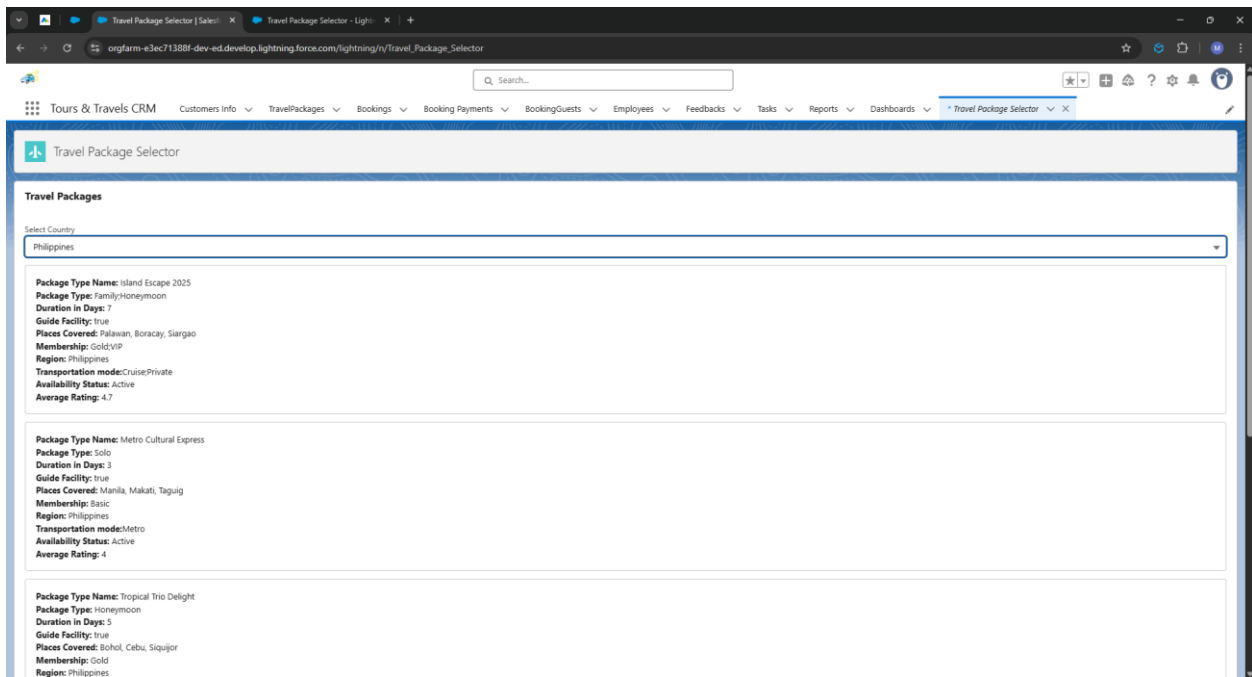 Travel Package Selector | Salesf
Travel Package Selector - Light
orgfarm-e3ec71388f-dev-ed.develop.lightning.force.com/lightning/n/Travel_Package_Selector
Search...
Tours & Travels CRM
Customers Info
TravelPackages
Bookings
Booking Payments
BookingGuests
Employees
Feedbacks
Tasks
Reports
Dashboards
* Travel Package Selector
Travel Package Selector
Travel Packages
Select Country
Philippines
Package Type Name: Island Escape 2025
Package Type: Family;Honeymoon
Duration in Days: 7
Guide Facility: true
Places Covered: Palawan, Boracay, Siargao
Membership: Gold;VIP
Region: Philippines
Transportation mode:Cruise;Private
Availability Status: Active
Average Rating: 4.7
Package Type Name: Metro Cultural Express
Package Type: Solo
Duration in Days: 3
Guide Facility: true
Places Covered: Manila, Makati, Taguig
Membership: Basic
Region: Philippines
Transportation mode:Metro
Availability Status: Active
Average Rating: 4
Package Type Name: Tropical Trio Delight
Package Type: Honeymoon
Duration in Days: 5
Guide Facility: true
Places Covered: Bohol, Cebu, Siquijor
Membership: Gold
Region: Philippines